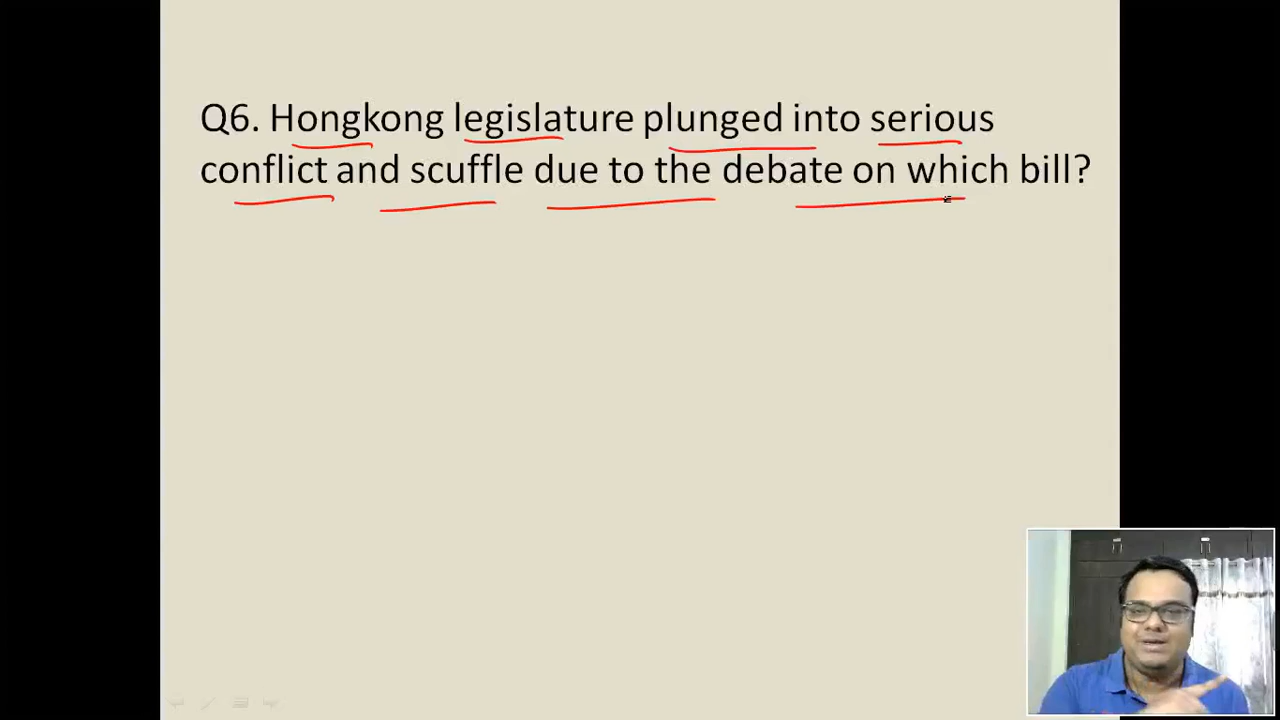 Q6. Hongkong legislature plunged into serious
conflict and scuffle due to the debate on which bill?